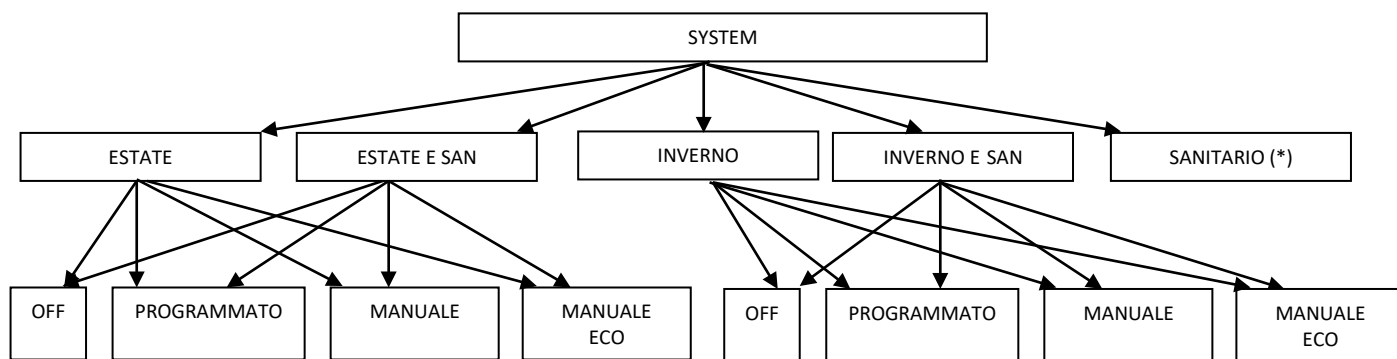 SYSTEM
ESTATE
ESTATE E SAN
INVERNO
INVERNO E SAN
SANITARIO (*)
OFF
PROGRAMMATO
MANUALE
MANUALE
ECO
OFF
PROGRAMMATO
MANUALE
MANUALE
ECO